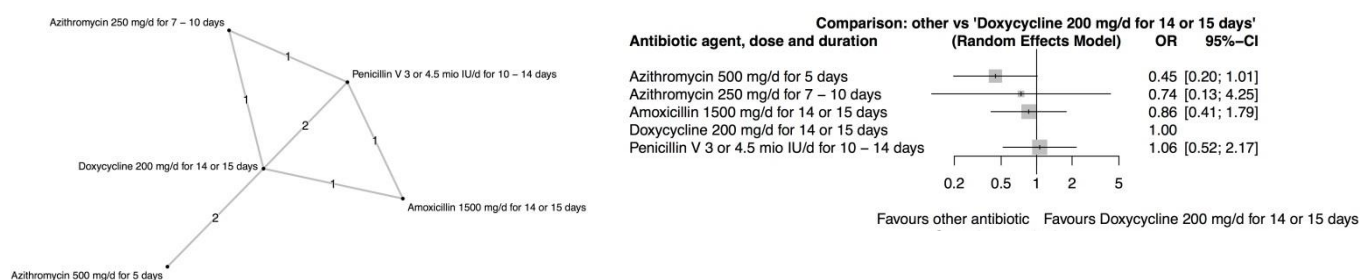 Azithromycin 250 mg/d for 7 – 10 days
1
Penicillin V 3 or 4.5 mio IU/d for 10 – 14 days
1
2
1
Doxycycline 200 mg/d for 14 or 15 days
1
Amoxicillin 1500 mg/d for 14 or 15 days
2
Azithromycin 500 mg/d for 5 days
Comparison: other vs 'Doxycycline 200 mg/d for 14 or 15 days'
Antibiotic agent, dose and duration (Random Effects Model) OR 95%–CI
Azithromycin 500 mg/d for 5 days 0.45 [0.20; 1.01]
Azithromycin 250 mg/d for 7 – 10 days 0.74 [0.13; 4.25]
Amoxicillin 1500 mg/d for 14 or 15 days 0.86 [0.41; 1.79]
Doxycycline 200 mg/d for 14 or 15 days 1.00
Penicillin V 3 or 4.5 mio IU/d for 10 – 14 days 1.06 [0.52; 2.17]
0.2 0.5 1 2 5
Favours other antibiotic Favours Doxycycline 200 mg/d for 14 or 15 days